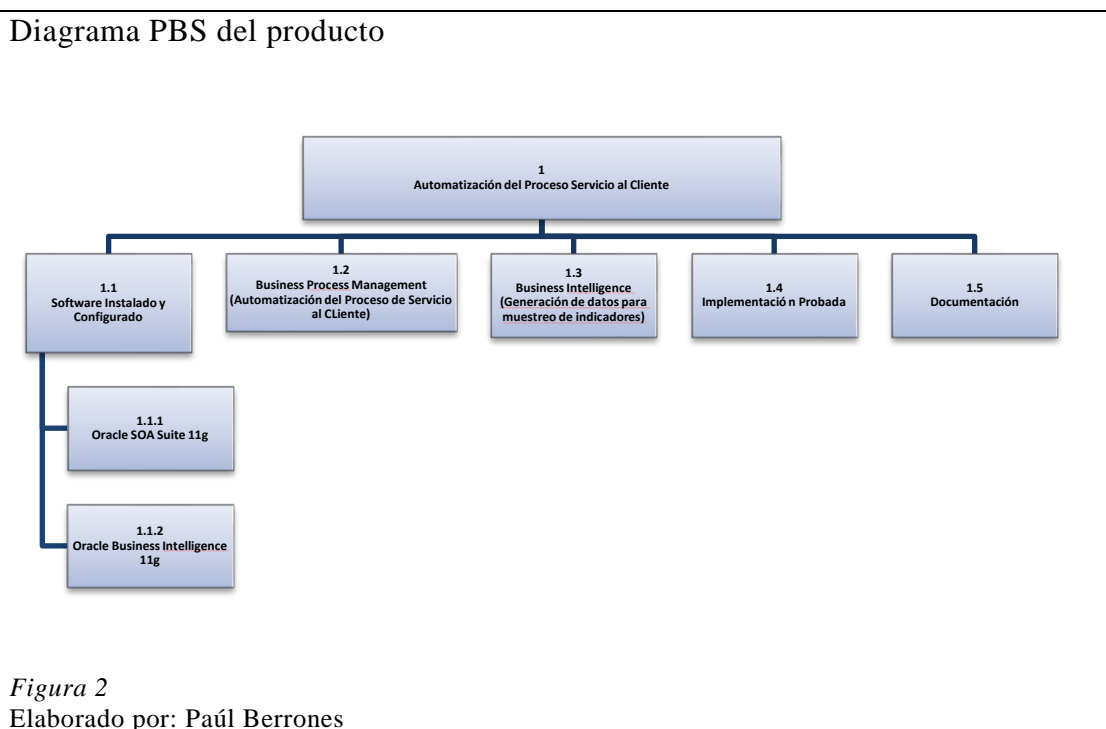 Diagrama PBS del producto
1
Automatización del Proceso Servicio al Cliente
1.1
Software Instalado y
Configurado
1.2
Business Process Management
(Automatización del Proceso de Servicio
al CLiente)
1.3
Business Intelligence
(Generación de datos para
muestreo de indicadores)
1.4
Implementació n Probada
1.5
Documentación
1.1.1
Oracle SOA Suite 11g
1.1.2
Oracle Business Intelligence
11g
Figura 2
Elaborado por: Paúl Berrones